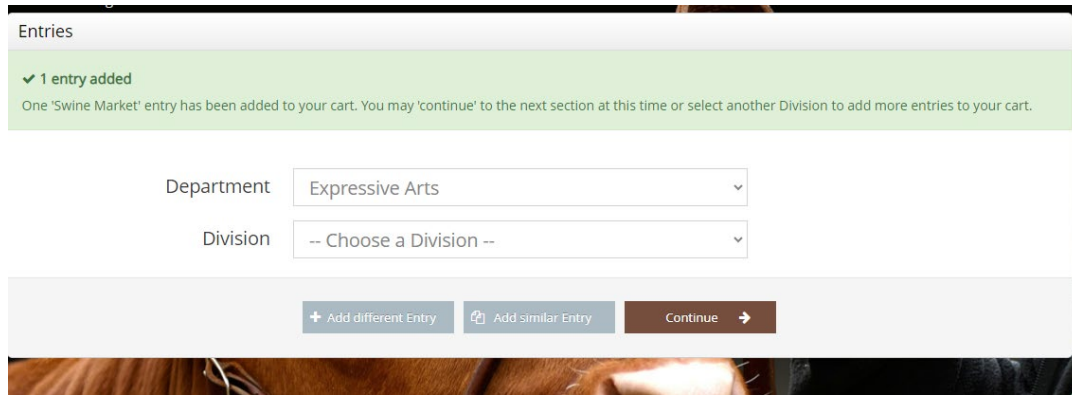 Entries
✔ 1 entry added
One 'Swine Market' entry has been added to your cart. You may 'continue' to the next section at this time or select another Division to add more entries to your cart.
Department Expressive Arts
Division -- Choose a Division --
+ Add different Entry Add similar Entry Continue →